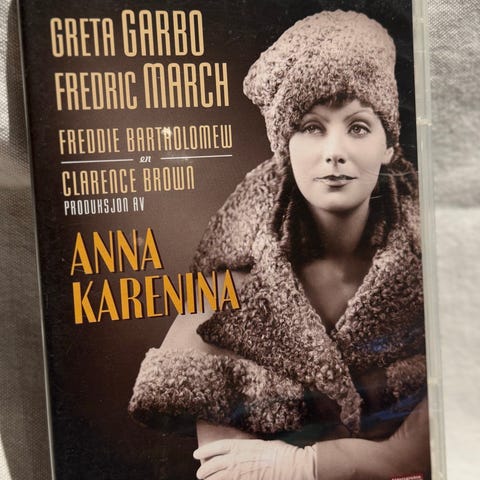 GRETA GARBO
FREDRIC MARCH
FREDDIE BARTHOLOMEW
en
CLARENCE BROWN
PRODUKSJON AV
ANNA
KARENINA